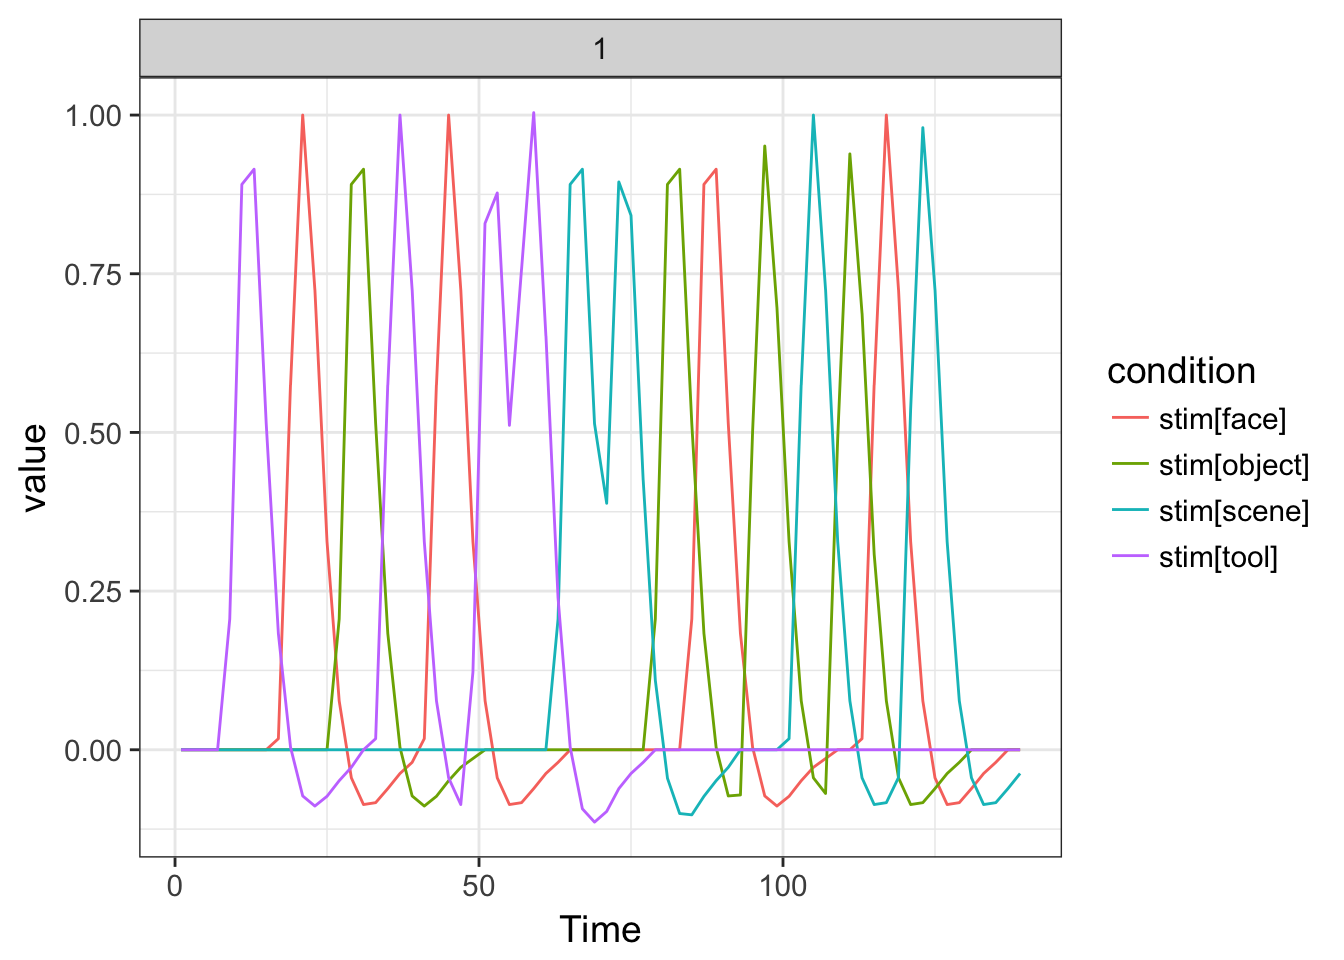 1
1.00
0.75
0.50
0.25
0.00
value
0
50
100
Time
condition
stim[face]
stim[object]
stim[scene]
stim[tool]